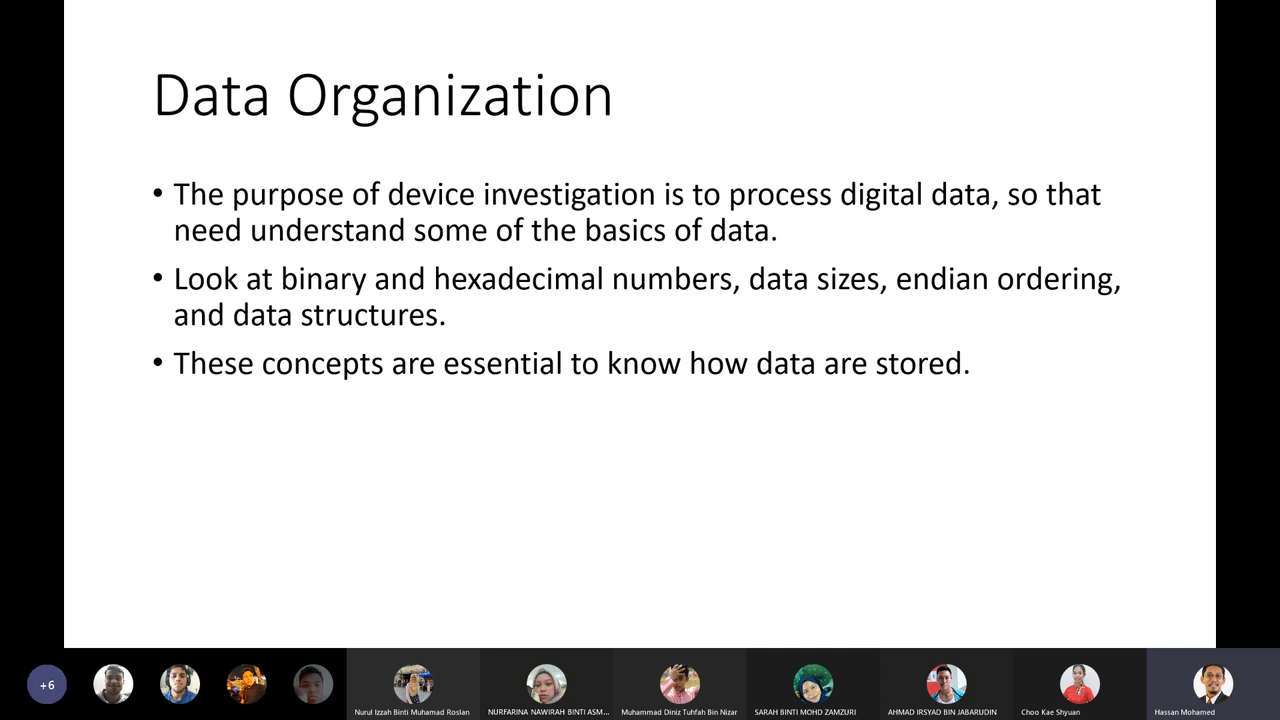 Data Organization
• The purpose of device investigation is to process digital data, so that
need understand some of the basics of data.
• Look at binary and hexadecimal numbers, data sizes, endian ordering,
and data structures.
• These concepts are essential to know how data are stored.
+6
Nurul Izzah Binti Muhamad Roslan
NURFARINA NAWIRAH BINTI ASM...
Muhammad Diniz Tuhfah Bin Nizar
SARAH BINTI MOHD ZAMZURI
AHMAD IRSYAD BIN JABARUDIN
Choo Kae Shyuan
Hassan Mohamed